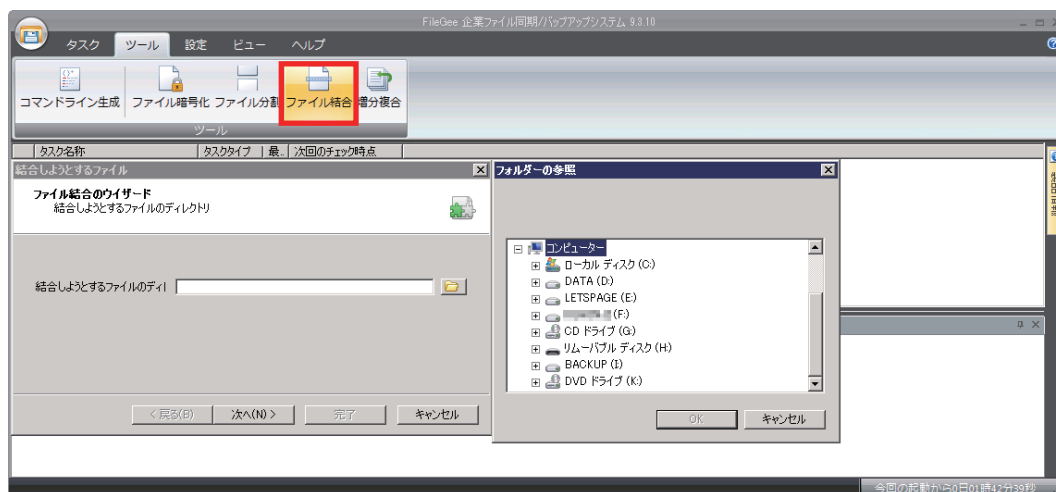 FileGee 企業ファイル同期/バップアップシステム 9.8.10
タスク ツール 設定 ビュー ヘルプ
コマンドライン生成 ファイル暗号化 ファイル分割 ファイル結合 増分複合
ツール
タスク名称 タスクタイプ 最.. 次回のチェック時点
結合しようとするファイル
ファイル結合のウイザード
結合しようとするファイルのディレクトリ
結合しようとするファイルのディ
< 戻る(B) 次へ(N) > 完了 キャンセル
フォルダーの参照
コンピューター
ローカル ディスク (C:)
DATA (D:)
LETSPAGE (E:)
(F:)
CD ドライブ (G:)
リムーバブル ディスク (H:)
BACKUP (I:)
DVD ドライブ (K:)
OK キャンセル
今回の起動から0日01時42分39秒